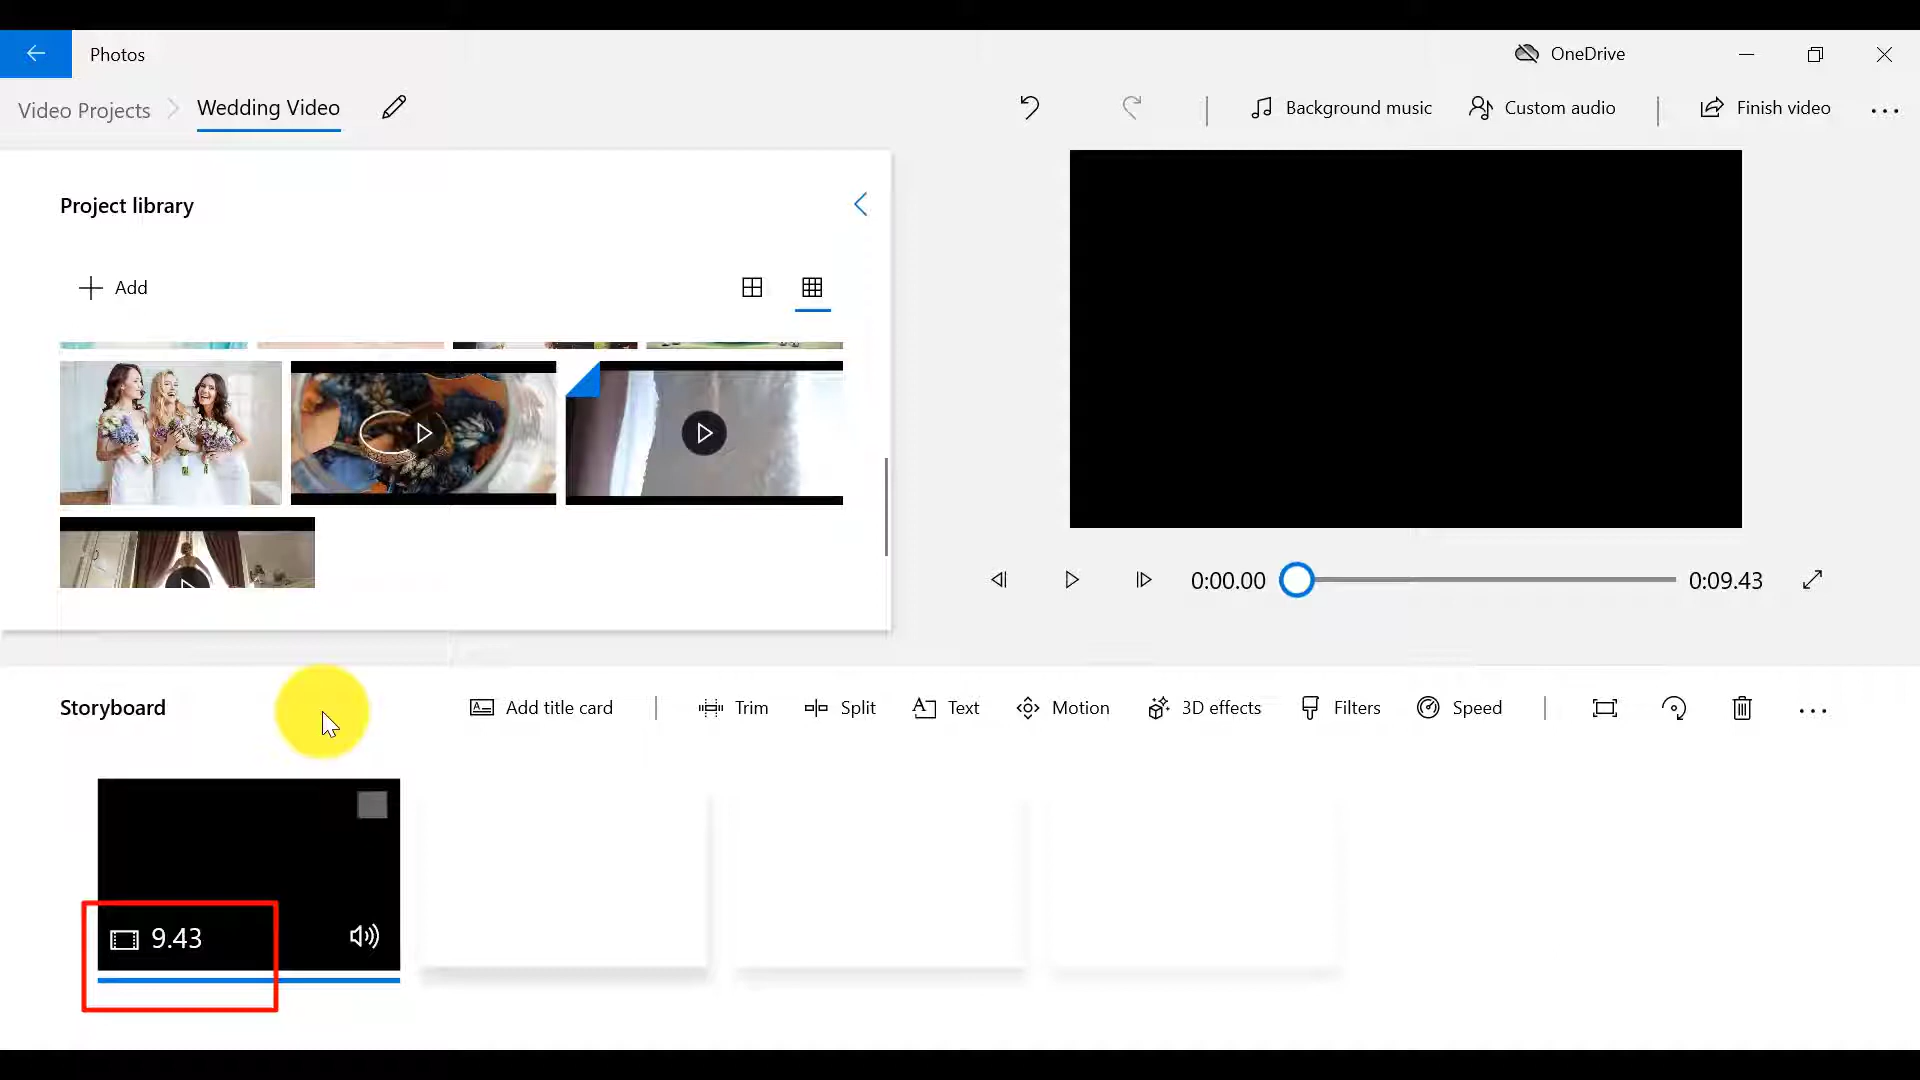 Photos
OneDrive
Video Projects
Wedding Video
Background music
Custom audio
Finish video
Project library
Add
0:00.00
0:09.43
Storyboard
Add title card
Trim
Split
Text
Motion
3D effects
Filters
Speed
9.43